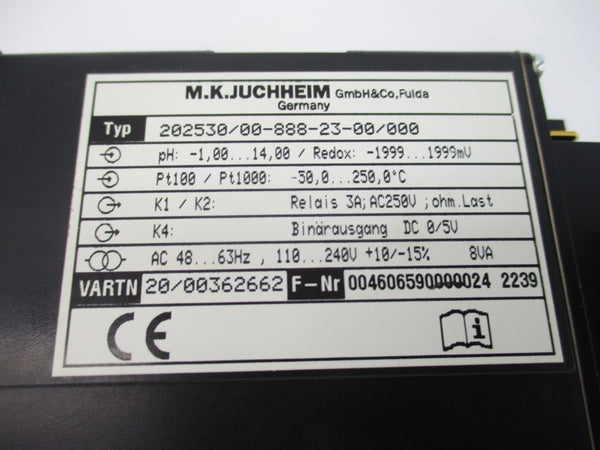 M.K.JUCHHEIM GmbH&Co,Fulda
Germany
Typ 202530/00-888-23-00/000
pH: -1,00...14,00 / Redox: -1999...1999mV
Pt100 / Pt1000: -50,0...250,0°C
K1 / K2: Relais 3A;AC250V ;ohm.Last
K4: Binärausgang DC 0/5V
AC 48...63Hz , 110...240V +10/-15% 8VA
VARTN 20/00362662 F-Nr 004606590000024 2239
CE i